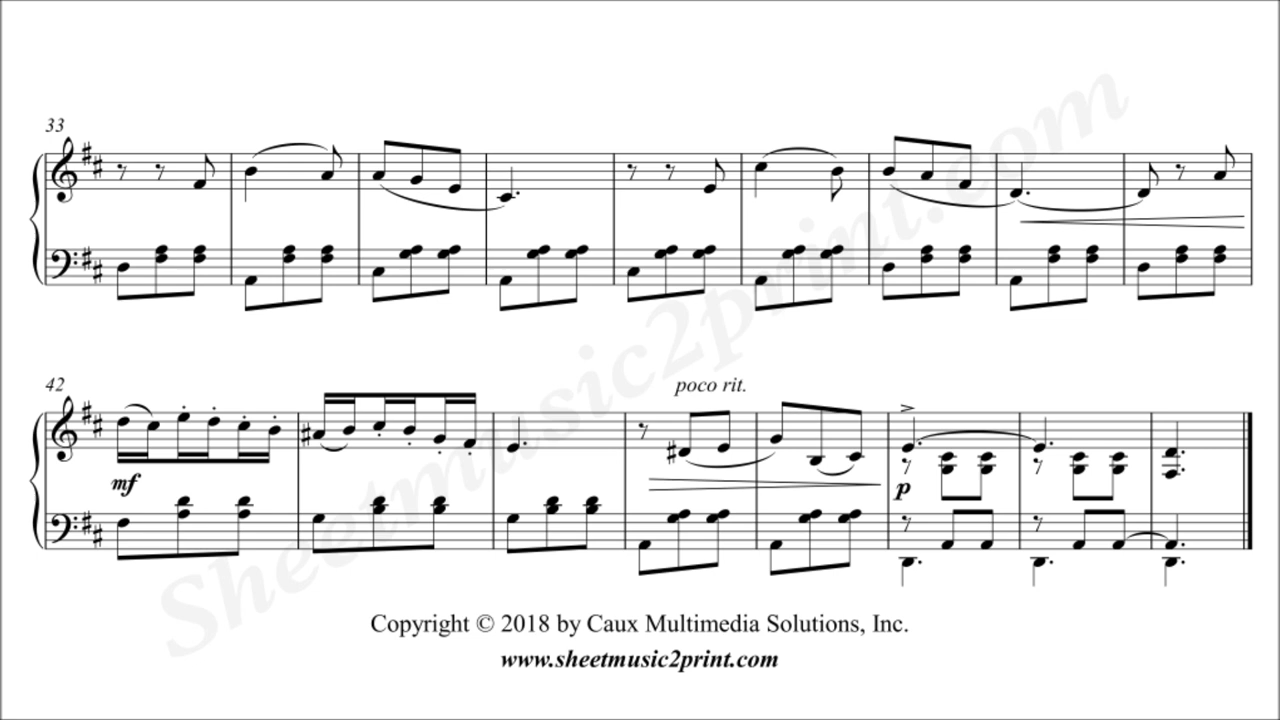 33
42
poco rit.
mf
p
Sheetmusic2print.com
Copyright © 2018 by Caux Multimedia Solutions, Inc.
www.sheetmusic2print.com